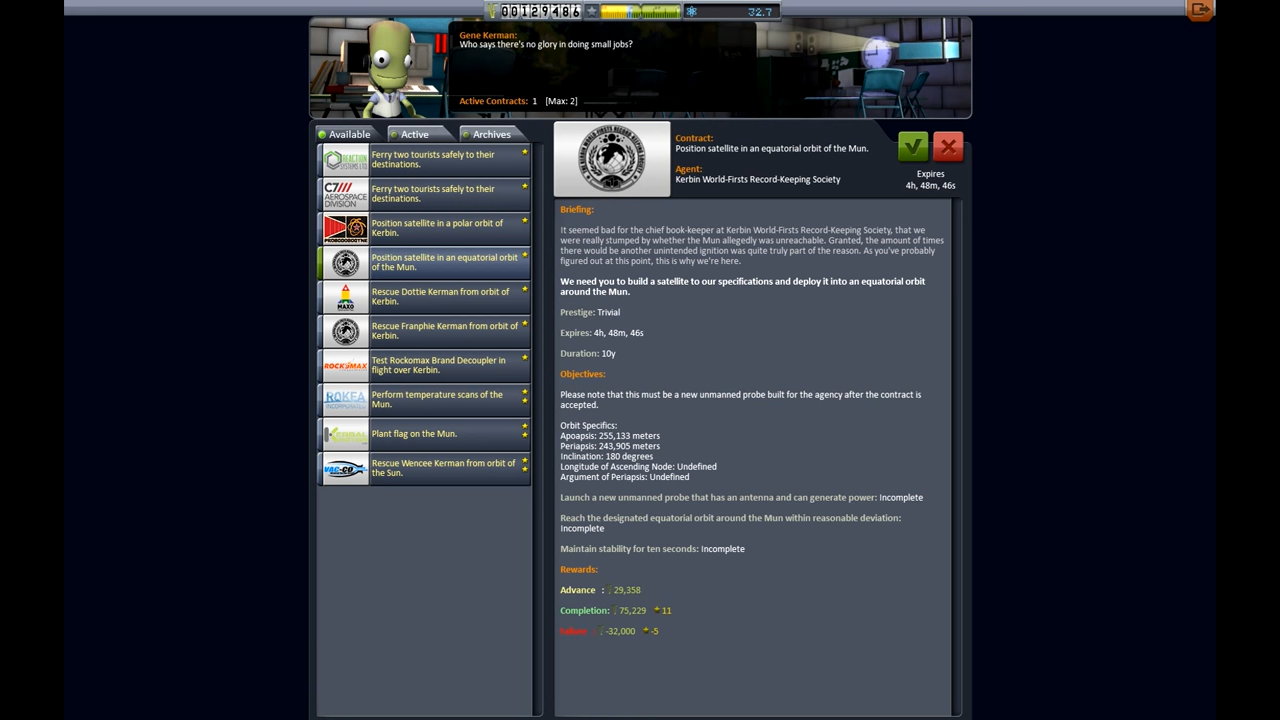 00129486
32.7
Gene Kerman:
Who says there's no glory in doing small jobs?
Active Contracts: 1 [Max: 2]
Available
Active
Archives
REACTION
SYSTEMS LTD
Ferry two tourists safely to their
destinations.
C7///
AEROSPACE
DIVISION
Ferry two tourists safely to their
destinations.
PROBODOBODYNE
Position satellite in a polar orbit of
Kerbin.
Position satellite in an equatorial orbit
of the Mun.
MAXO
Rescue Dottie Kerman from orbit of
Kerbin.
Rescue Franphie Kerman from orbit of
Kerbin.
ROCKOMAX
Test Rockomax Brand Decoupler in
flight over Kerbin.
ROKEA
INCORPORATED
Perform temperature scans of the
Mun.
Plant flag on the Mun.
VAC-CO
Rescue Wencee Kerman from orbit of
the Sun.
Contract:
Position satellite in an equatorial orbit of the Mun.
Agent:
Kerbin World-Firsts Record-Keeping Society
Expires
4h, 48m, 46s
Briefing:
It seemed bad for the chief book-keeper at Kerbin World-Firsts Record-Keeping Society, that we
were really stumped by whether the Mun allegedly was unreachable. Granted, the amount of times
there would be another unintended ignition was quite truly part of the reason. As you've probably
figured out at this point, this is why we're here.
We need you to build a satellite to our specifications and deploy it into an equatorial orbit
around the Mun.
Prestige: Trivial
Expires: 4h, 48m, 46s
Duration: 10y
Objectives:
Please note that this must be a new unmanned probe built for the agency after the contract is
accepted.
Orbit Specifics:
Apoapsis: 255,133 meters
Periapsis: 243,905 meters
Inclination: 180 degrees
Longitude of Ascending Node: Undefined
Argument of Periapsis: Undefined
Launch a new unmanned probe that has an antenna and can generate power: Incomplete
Reach the designated equatorial orbit around the Mun within reasonable deviation:
Incomplete
Maintain stability for ten seconds: Incomplete
Rewards:
Advance : 29,358
Completion: 75,229 11
Failure : -32,000 -5